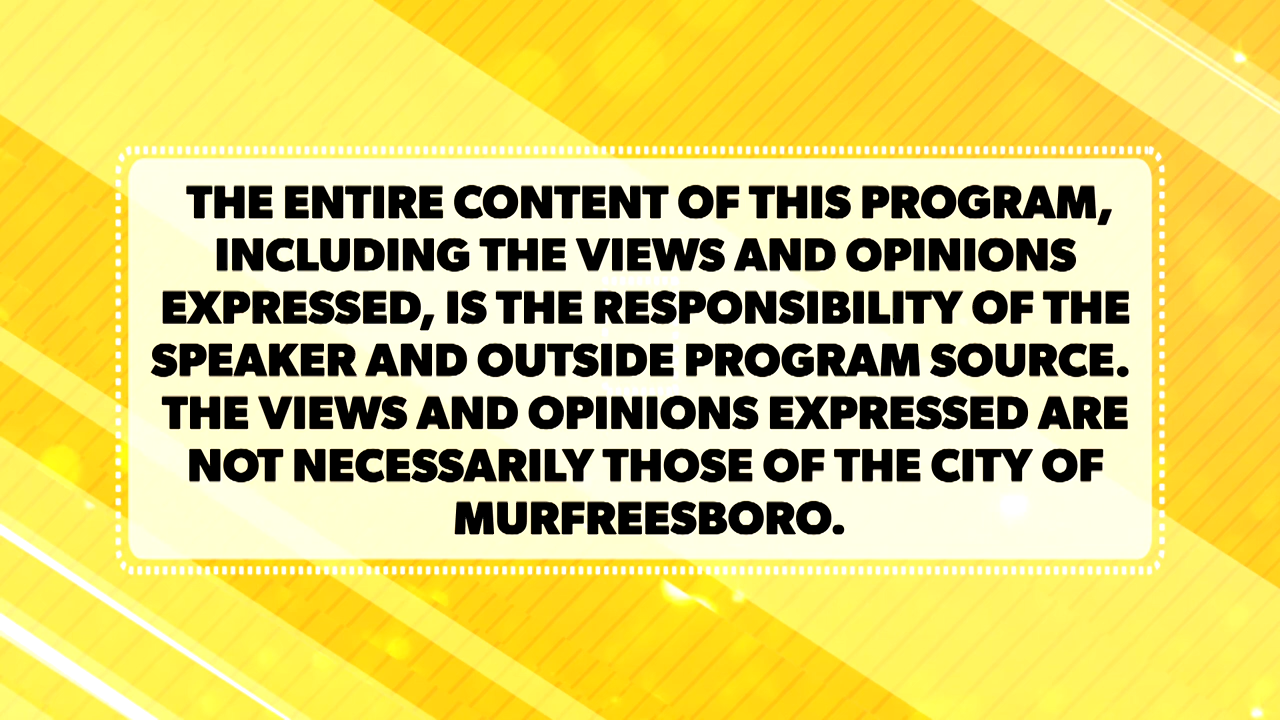 THE ENTIRE CONTENT OF THIS PROGRAM,
INCLUDING THE VIEWS AND OPINIONS
EXPRESSED, IS THE RESPONSIBILITY OF THE
SPEAKER AND OUTSIDE PROGRAM SOURCE.
THE VIEWS AND OPINIONS EXPRESSED ARE
NOT NECESSARILY THOSE OF THE CITY OF
MURFREESBORO.